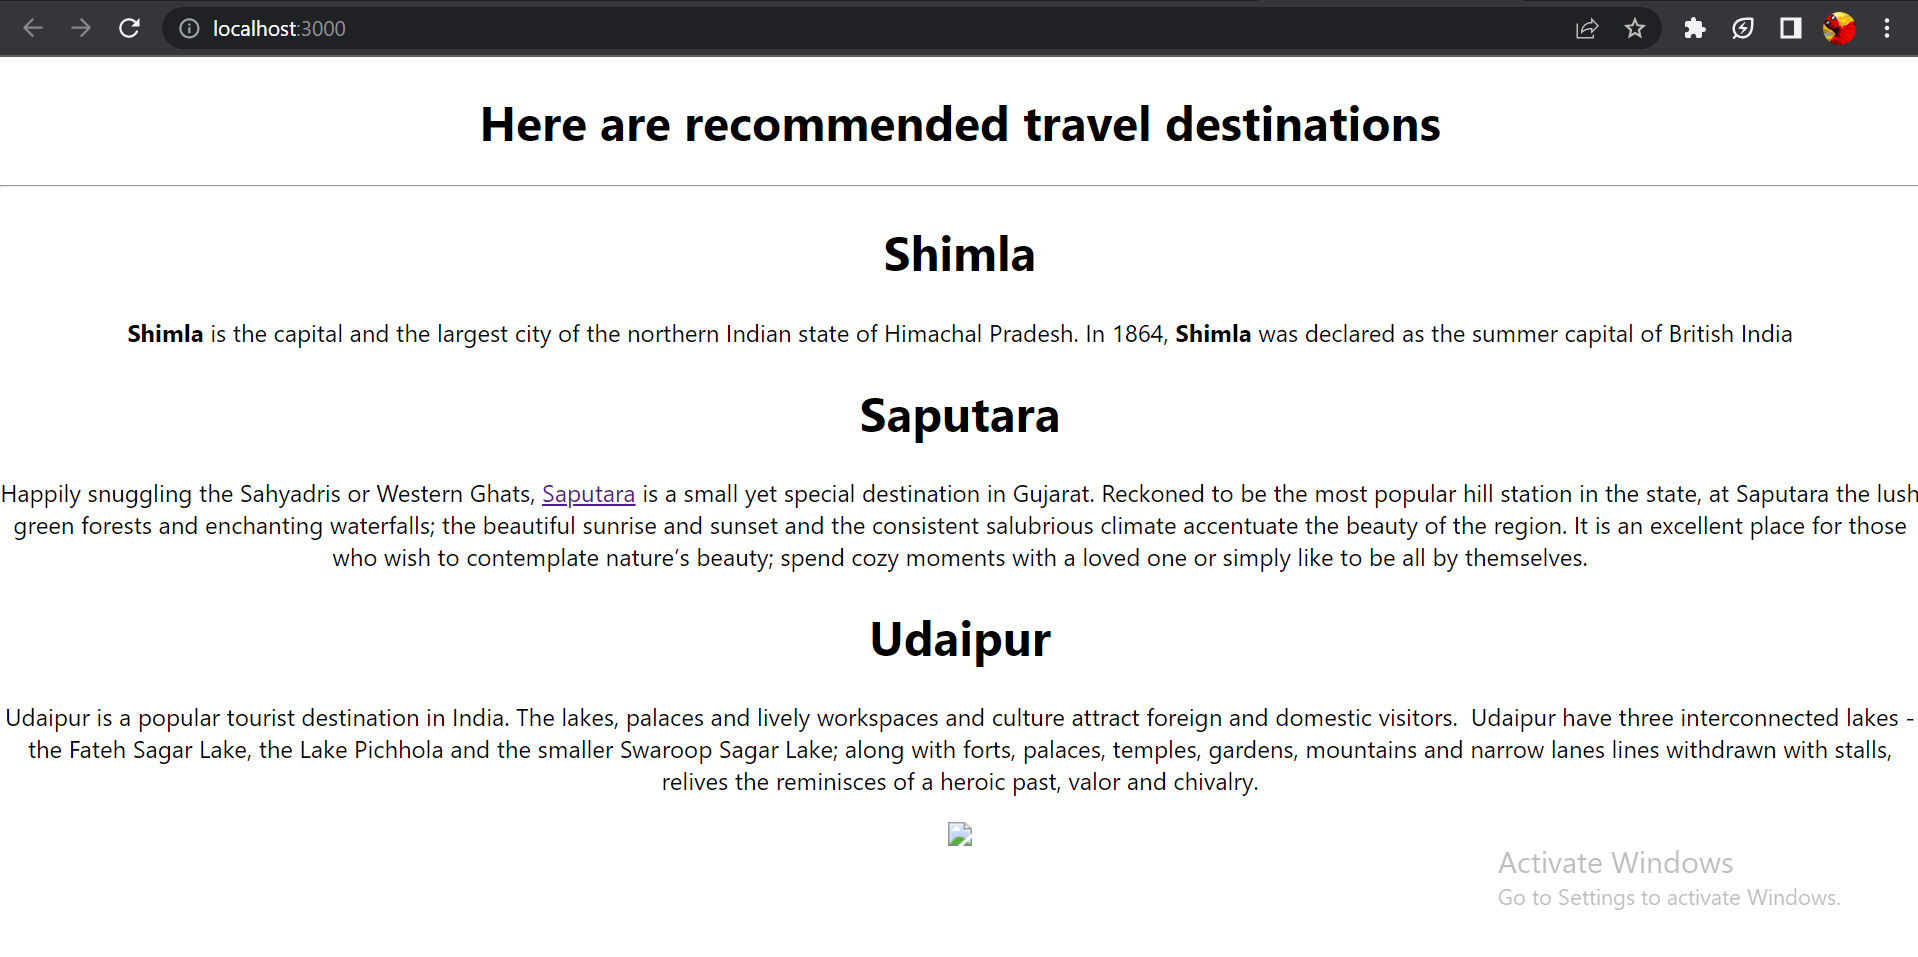 localhost:3000
Here are recommended travel destinations
Shimla
Shimla is the capital and the largest city of the northern Indian state of Himachal Pradesh. In 1864, Shimla was declared as the summer capital of British India
Saputara
Happily snuggling the Sahyadris or Western Ghats, Saputara is a small yet special destination in Gujarat. Reckoned to be the most popular hill station in the state, at Saputara the lush
green forests and enchanting waterfalls; the beautiful sunrise and sunset and the consistent salubrious climate accentuate the beauty of the region. It is an excellent place for those
who wish to contemplate nature’s beauty; spend cozy moments with a loved one or simply like to be all by themselves.
Udaipur
Udaipur is a popular tourist destination in India. The lakes, palaces and lively workspaces and culture attract foreign and domestic visitors.  Udaipur have three interconnected lakes -
the Fateh Sagar Lake, the Lake Pichhola and the smaller Swaroop Sagar Lake; along with forts, palaces, temples, gardens, mountains and narrow lanes lines withdrawn with stalls,
relives the reminisces of a heroic past, valor and chivalry.
Activate Windows
Go to Settings to activate Windows.